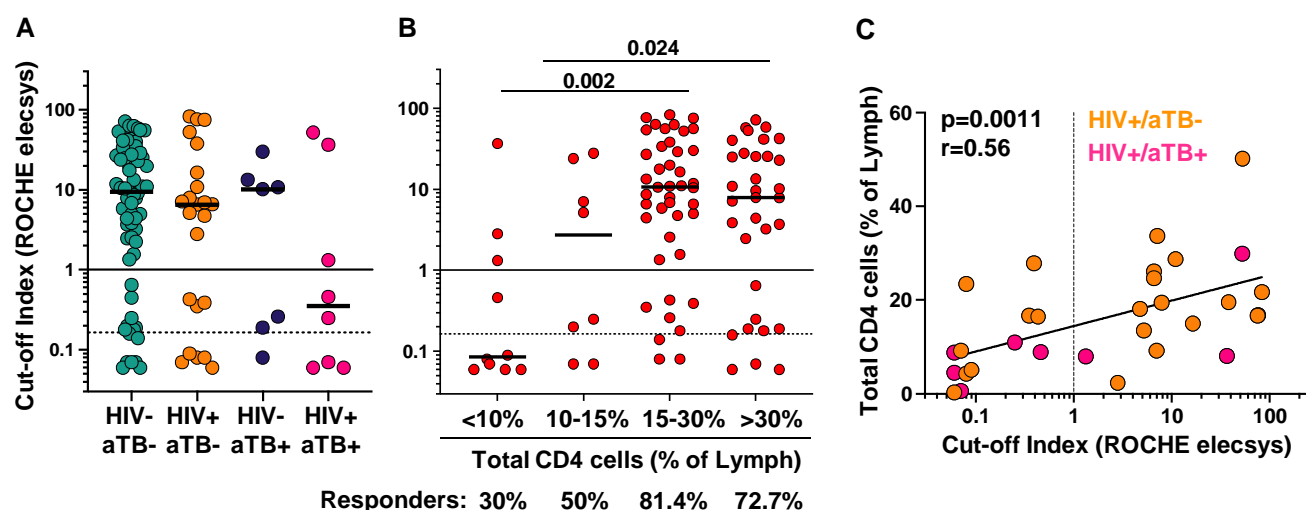 A
Cut-off Index (ROCHE elecsys)
100
10
1
0.1
HIV- HIV+ HIV- HIV+
aTB- aTB- aTB+ aTB+
B
0.024
0.002
100
10
1
0.1
<10% 10-15% 15-30% >30%
Total CD4 cells (% of Lymph)
Responders: 30% 50% 81.4% 72.7%
C
Total CD4 cells (% of Lymph)
60
40
20
0
p=0.0011
r=0.56
HIV+/aTB-
HIV+/aTB+
0.1 1 10 100
Cut-off Index (ROCHE elecsys)